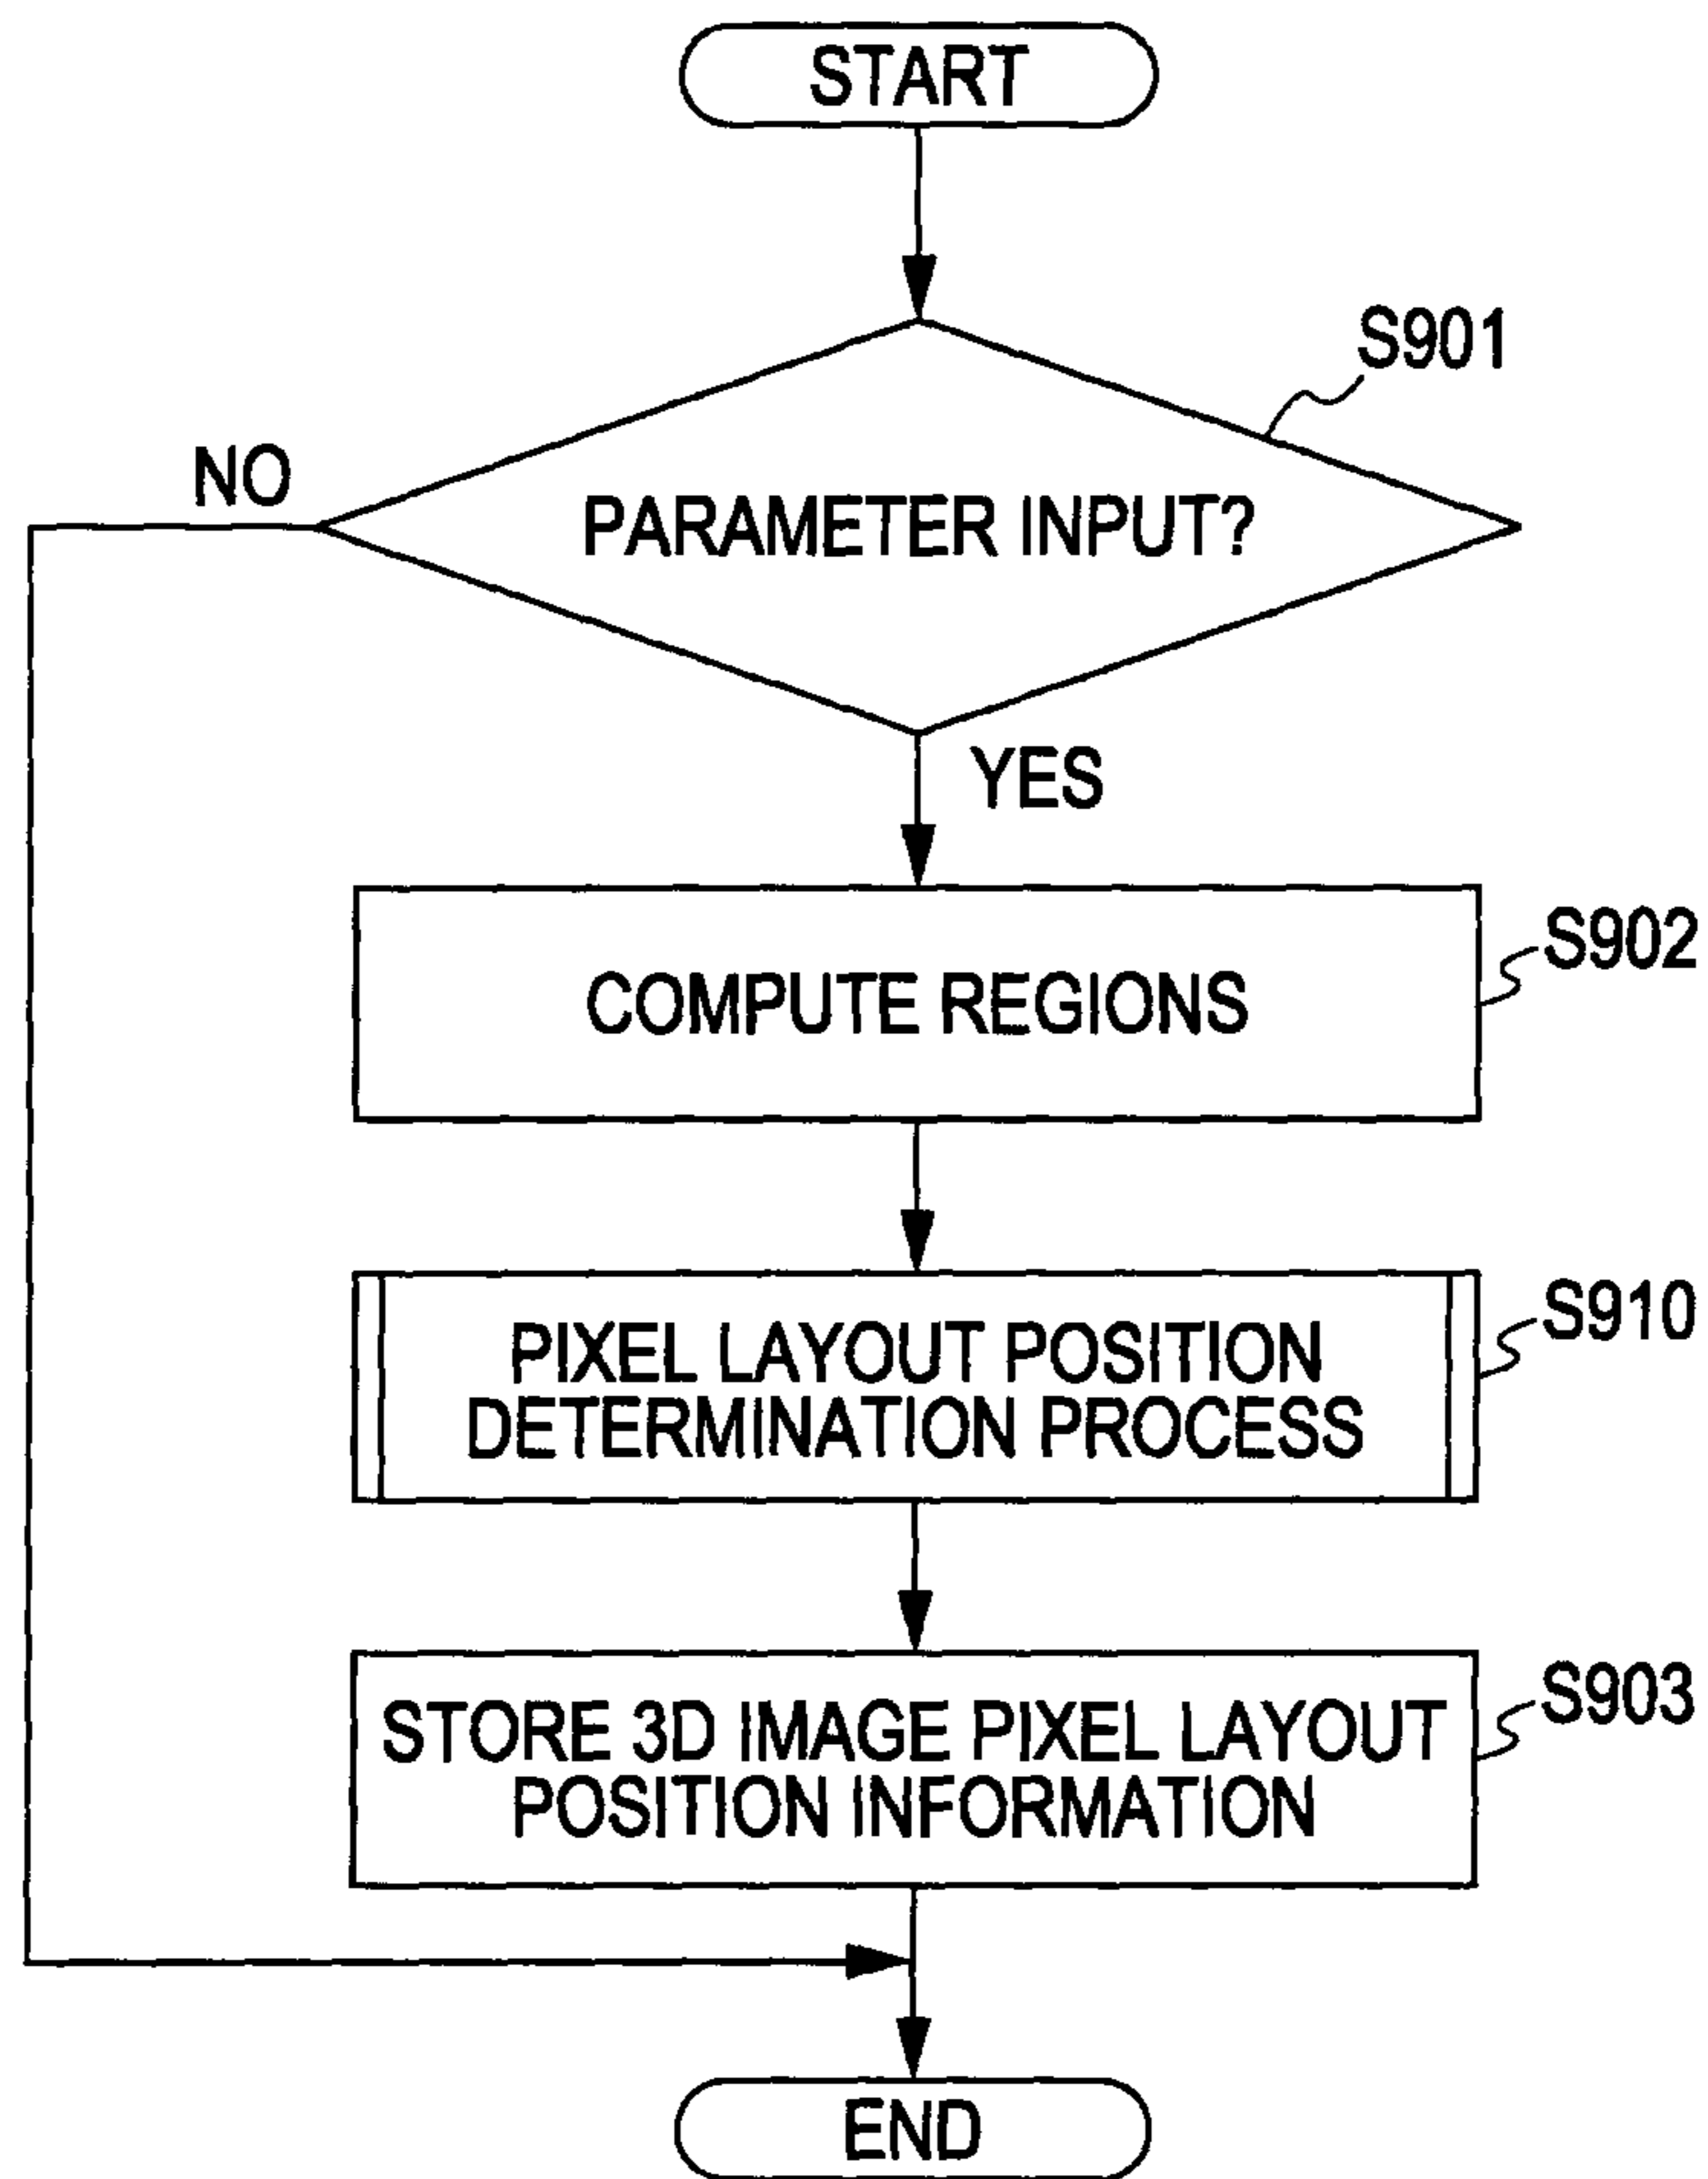 START
S901
NO
PARAMETER INPUT?
YES
S902
COMPUTE REGIONS
S910
PIXEL LAYOUT POSITION
DETERMINATION PROCESS
S903
STORE 3D IMAGE PIXEL LAYOUT
POSITION INFORMATION
END